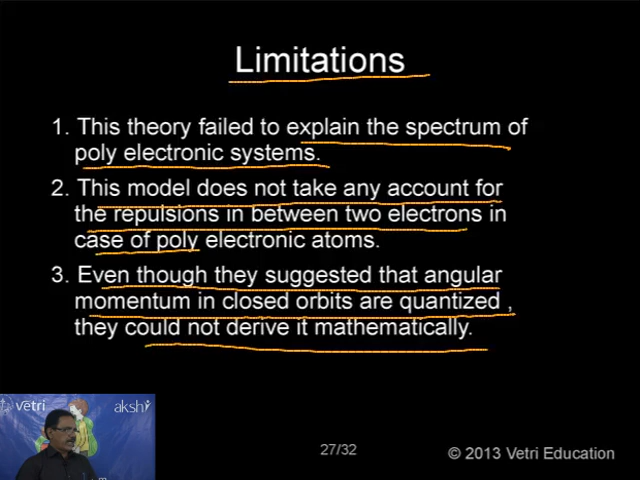 Limitations
1. This theory failed to explain the spectrum of
poly electronic systems.
2. This model does not take any account for
the repulsions in between two electrons in
case of poly electronic atoms.
3. Even though they suggested that angular
momentum in closed orbits are quantized ,
they could not derive it mathematically.
vetri
akshi
27/32
© 2013 Vetri Education